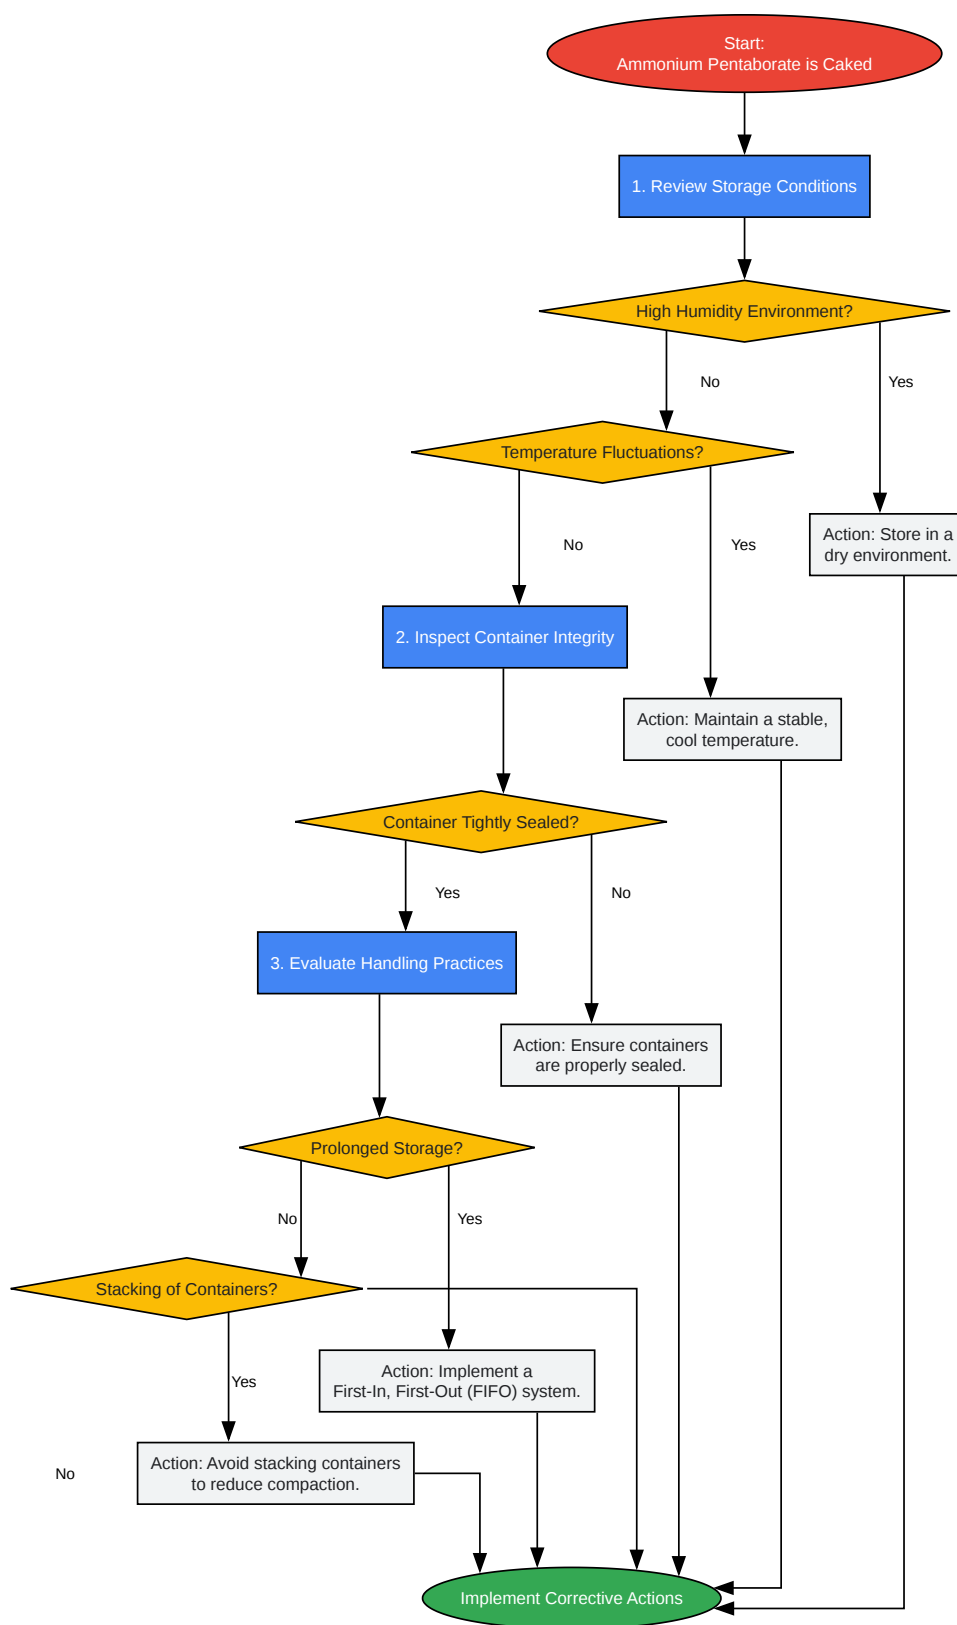 Start:
Ammonium Pentaborate is Caked
1. Review Storage Conditions
High Humidity Environment?
No
Yes
Temperature Fluctuations?
Action: Store in a
dry environment.
No
Yes
2. Inspect Container Integrity
Action: Maintain a stable,
cool temperature.
Container Tightly Sealed?
Yes
No
3. Evaluate Handling Practices
Action: Ensure containers
are properly sealed.
Prolonged Storage?
No
Yes
Stacking of Containers?
Yes
Action: Implement a
First-In, First-Out (FIFO) system.
No
Action: Avoid stacking containers
to reduce compaction.
Implement Corrective Actions